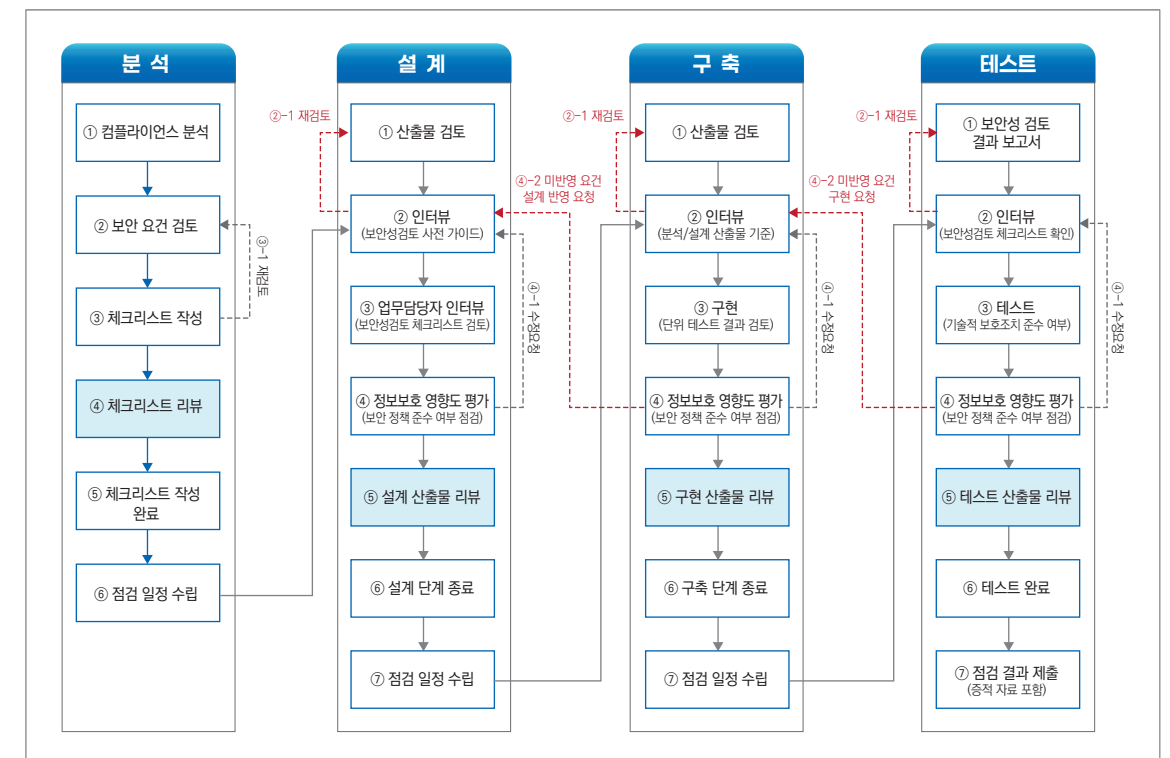 분 석
① 컴플라이언스 분석
② 보안 요건 검토
③-1 재검토
③ 체크리스트 작성
④ 체크리스트 리뷰
⑤ 체크리스트 작성
완료
⑥ 점검 일정 수립
설 계
②-1 재검토
① 산출물 검토
② 인터뷰
(보안성검토 사전 가이드)
③ 업무담당자 인터뷰
(보안성검토 체크리스트 검토)
④-1 수정요청
④ 정보보호 영향도 평가
(보안 정책 준수 여부 점검)
⑤ 설계 산출물 리뷰
⑥ 설계 단계 종료
⑦ 점검 일정 수립
④-2 미반영 요건
설계 반영 요청
구 축
②-1 재검토
① 산출물 검토
② 인터뷰
(분석/설계 산출물 기준)
③ 구현
(단위 테스트 결과 검토)
④-1 수정요청
④ 정보보호 영향도 평가
(보안 정책 준수 여부 점검)
⑤ 구현 산출물 리뷰
⑥ 구축 단계 종료
⑦ 점검 일정 수립
④-2 미반영 요건
구현 요청
테스트
②-1 재검토
① 보안성 검토
결과 보고서
② 인터뷰
(보안성검토 체크리스트 확인)
③ 테스트
(기술적 보호조치 준수 여부)
④-1 수정요청
④ 정보보호 영향도 평가
(보안 정책 준수 여부 점검)
⑤ 테스트 산출물 리뷰
⑥ 테스트 완료
⑦ 점검 결과 제출
(증적 자료 포함)